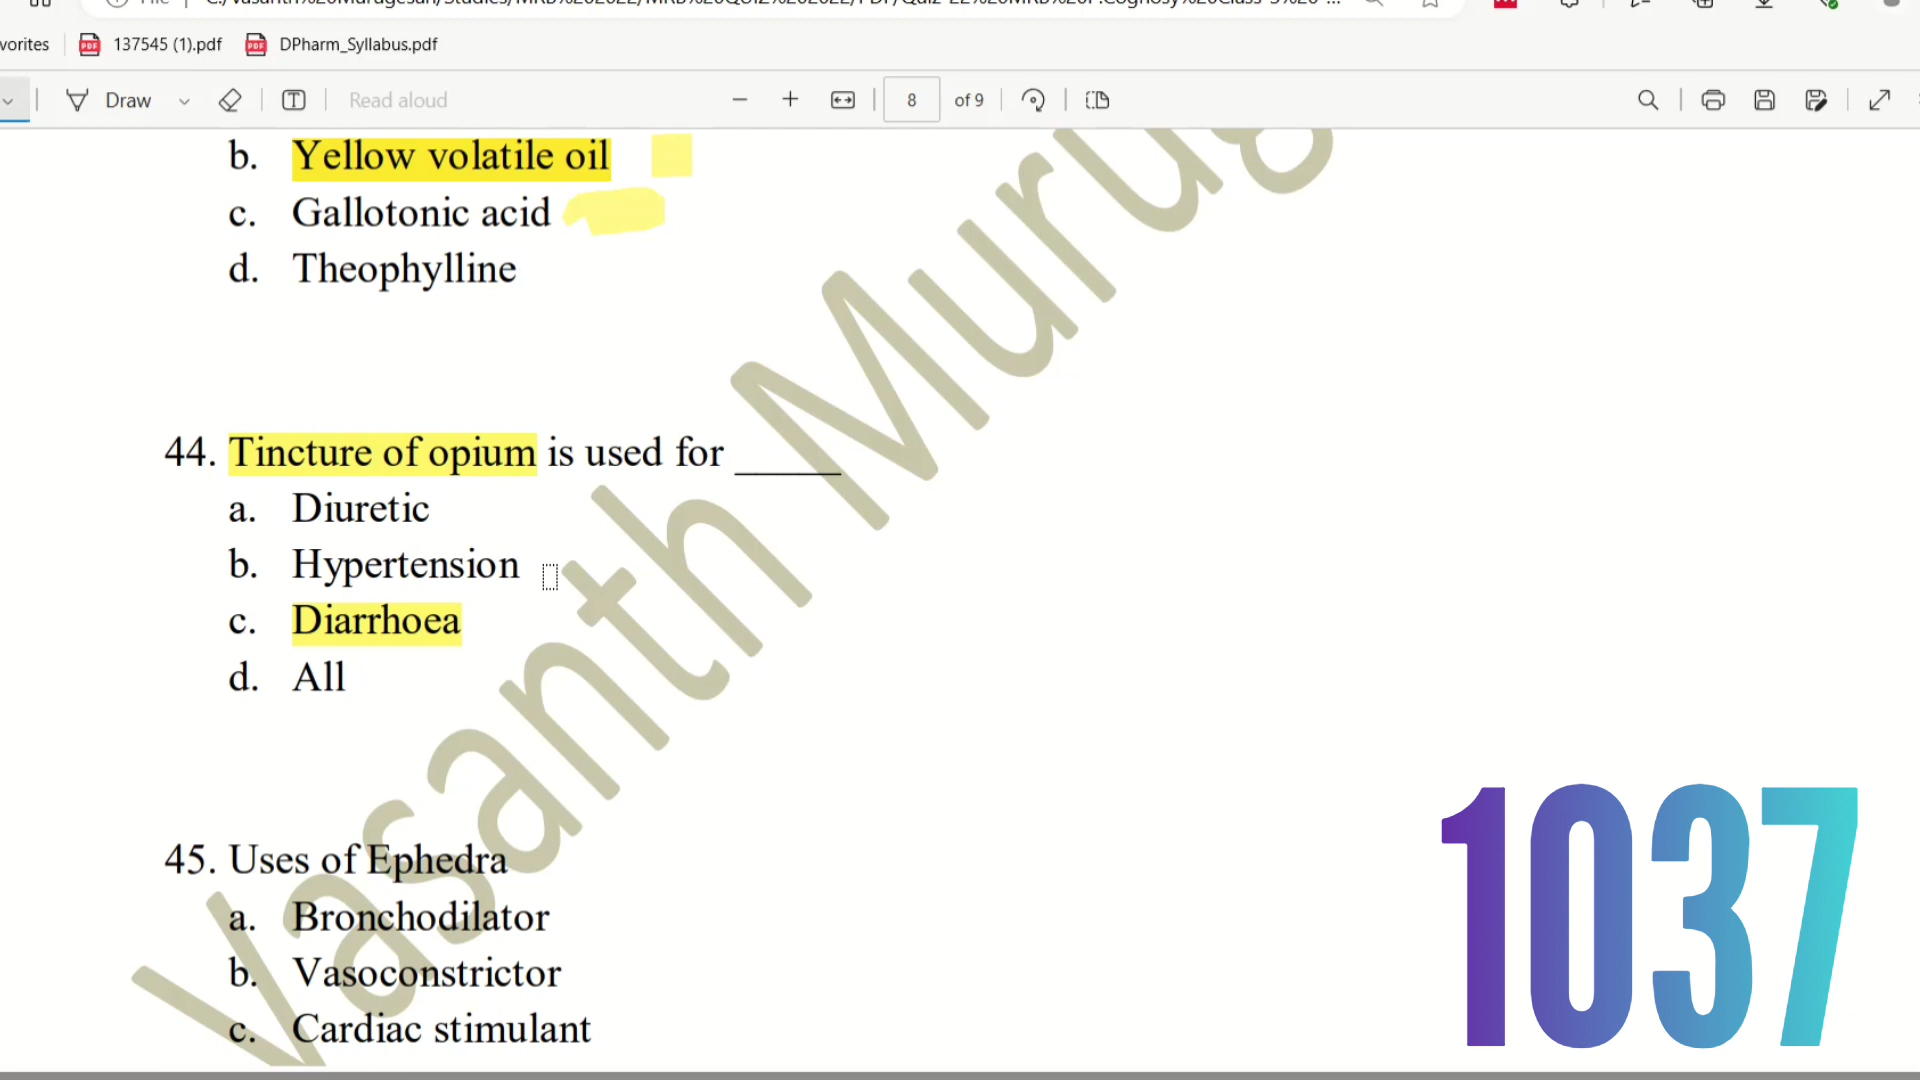 vorites
137545 (1).pdf
DPharm_Syllabus.pdf
Draw
Read aloud
8
of 9
b. Yellow volatile oil
c. Gallotonic acid
d. Theophylline
44. Tincture of opium is used for _____
a. Diuretic
b. Hypertension
c. Diarrhoea
d. All
45. Uses of Ephedra
a. Bronchodilator
b. Vasoconstrictor
c. Cardiac stimulant
Vasanth Murug
1037